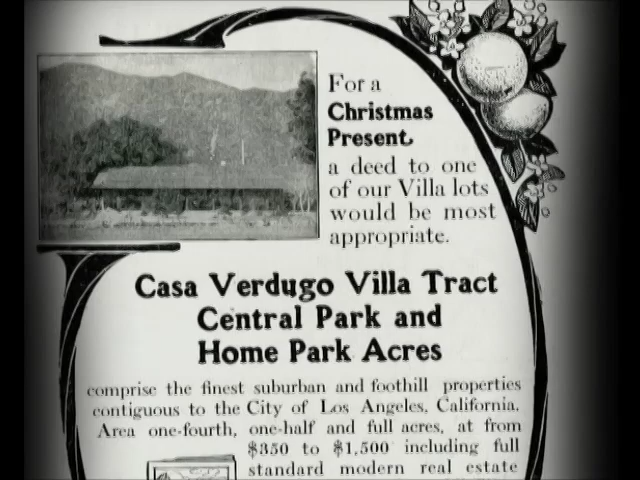 For a
Christmas
Present,
a deed to one
of our Villa lots
would be most
appropriate.
Casa Verdugo Villa Tract
Central Park and
Home Park Acres
comprise the finest suburban and foothill properties
contiguous to the City of Los Angeles, California.
Area one-fourth, one-half and full acres, at from
$350 to $1,500 including full
standard modern real estate